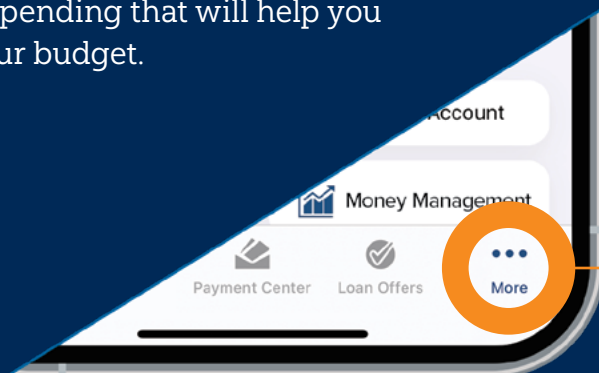 pending that will help you
ur budget.
Account
Money Management
Payment Center
Loan Offers
More